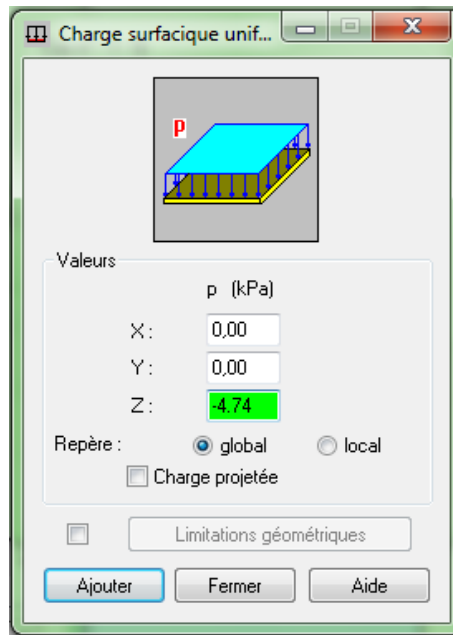 Charge surfacique unif...
p
Valeurs
p (kPa)
X : 0,00
Y : 0,00
Z : -4.74
Repère : global local
Charge projetée
Limitations géométriques
Ajouter Fermer Aide